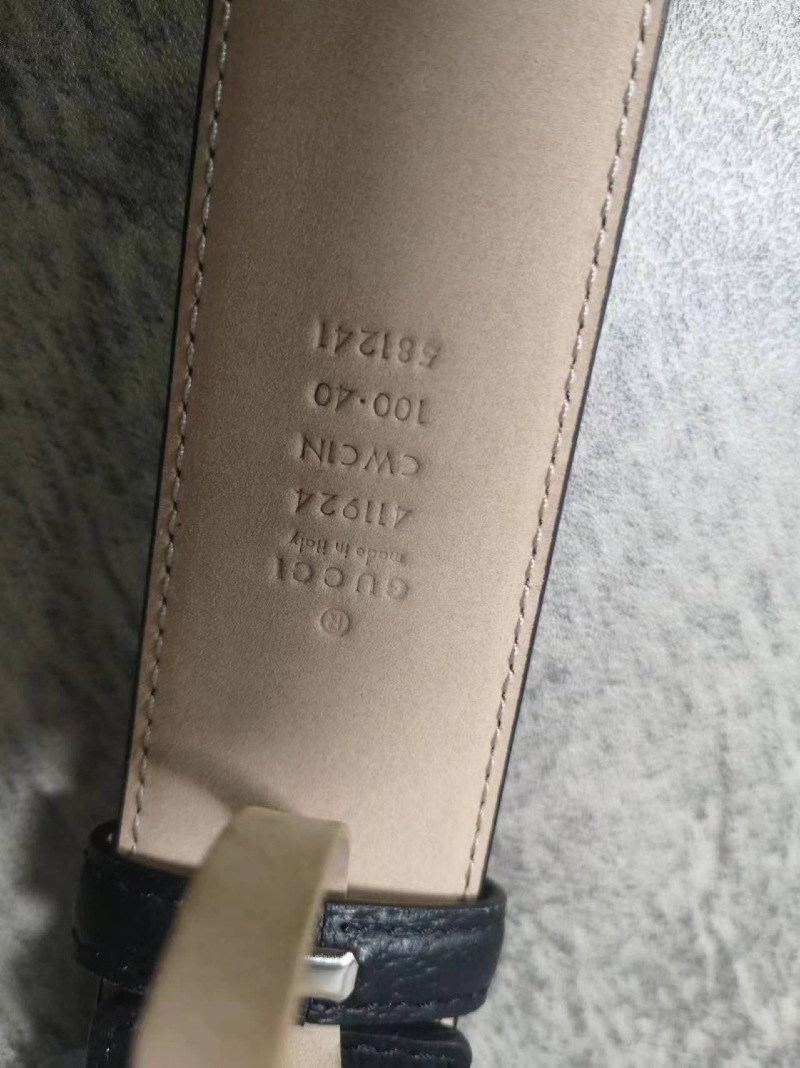 ®
GUCCI
made in italy
411924
CWC1N
100·40
581241